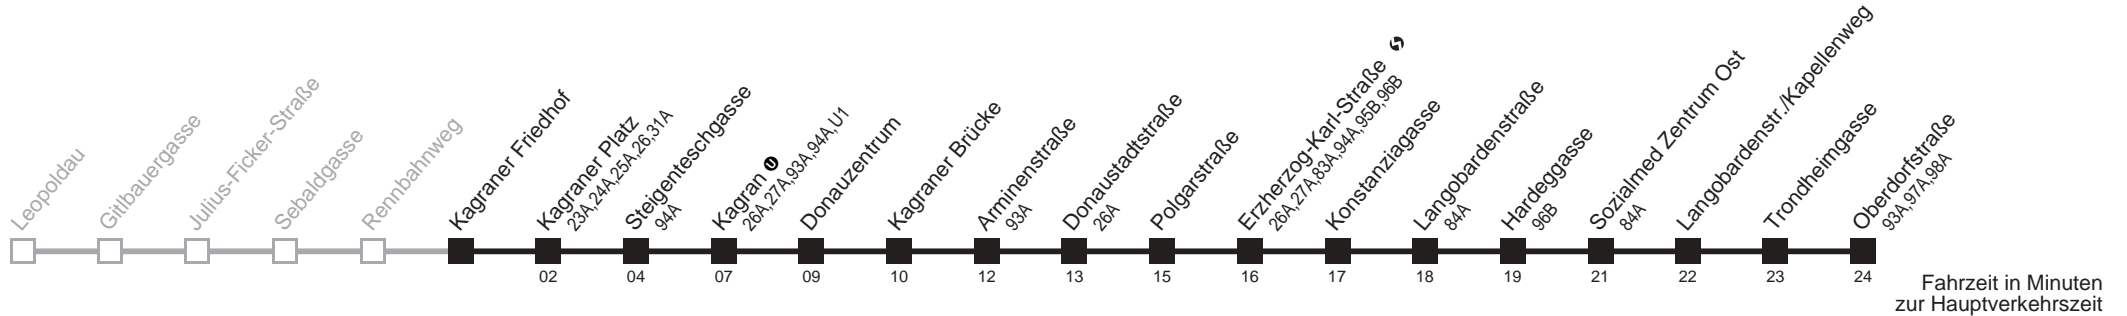 Leopoldau
Gitlbauergasse
Julius-Ficker-Straße
Sebaldgasse
Rennbahnweg
Kagraner Friedhof
Kagraner Platz
23A,24A,25A,26,31A
Steigenteschgasse
94A
Kagran U
26A,27A,93A,94A,U1
Donauzentrum
Kagraner Brücke
Arminenstraße
93A
Donaustadtstraße
26A
Polgarstraße
Erzherzog-Karl-Straße
26A,27A,83A,94A,95B,96B
Konstanziagasse
Langobardenstraße
84A
Hardeggasse
96B
Sozialmed Zentrum Ost
84A
Langobardenstr./Kapellenweg
Trondheimgasse
Oberdorfstraße
93A,97A,98A
02 04 07 09 10 12 13 15 16 17 18 19 21 22 23 24
Fahrzeit in Minuten
zur Hauptverkehrszeit